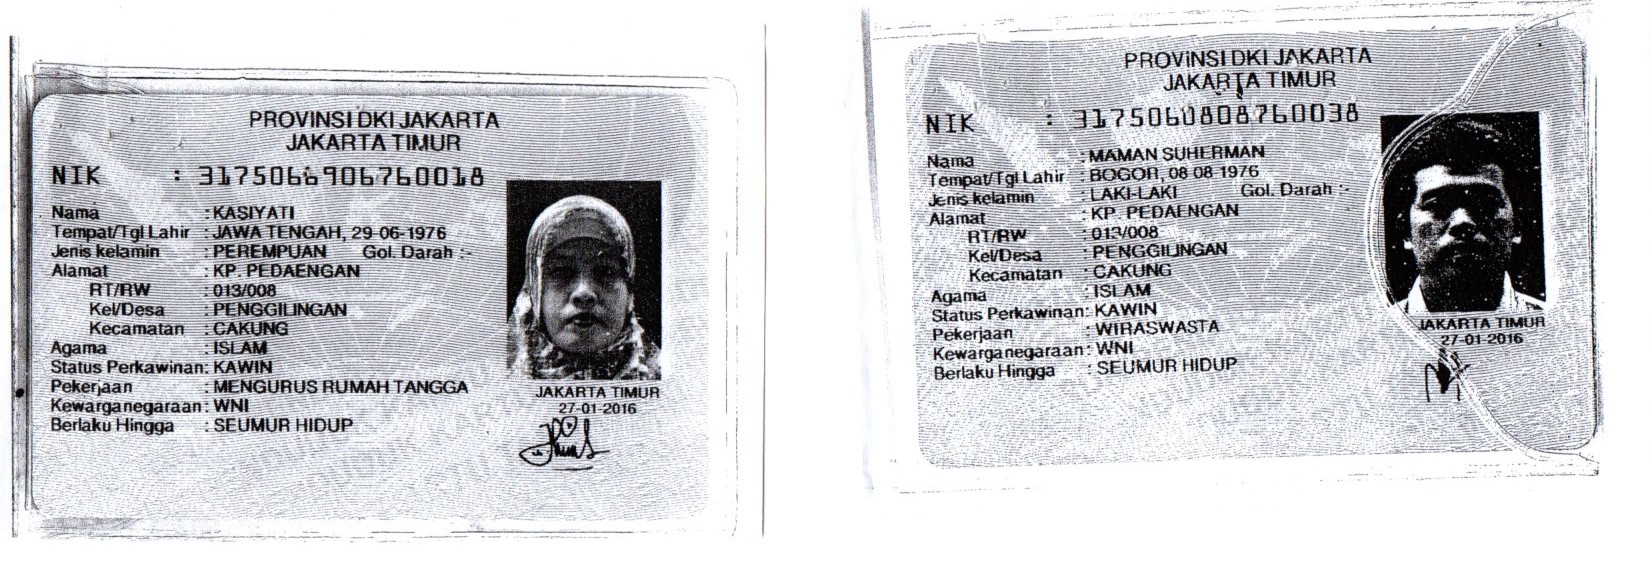 PROVINSI DKI JAKARTA
JAKARTA TIMUR
NIK : 3175066906760018
Nama : KASIYATI
Tempat/Tgl Lahir : JAWA TENGAH, 29-06-1976
Jenis kelamin : PEREMPUAN Gol. Darah :-
Alamat : KP. PEDAENGAN
RT/RW : 013/008
Kel/Desa : PENGGILINGAN
Kecamatan : CAKUNG
Agama : ISLAM
Status Perkawinan: KAWIN
Pekerjaan : MENGURUS RUMAH TANGGA
Kewarganegaraan: WNI
Berlaku Hingga : SEUMUR HIDUP
JAKARTA TIMUR
27-01-2016
PROVINSI DKI JAKARTA
JAKARTA TIMUR
NIK : 3175060808760038
Nama : MAMAN SUHERMAN
Tempat/Tgl Lahir : BOGOR, 08 08 1976
Jenis kelamin : LAKI-LAKI Gol. Darah :-
Alamat : KP. PEDAENGAN
RT/RW : 013/008
Kel/Desa : PENGGILINGAN
Kecamatan : CAKUNG
Agama : ISLAM
Status Perkawinan: KAWIN
Pekerjaan : WIRASWASTA
Kewarganegaraan: WNI
Berlaku Hingga : SEUMUR HIDUP
JAKARTA TIMUR
27-01-2016